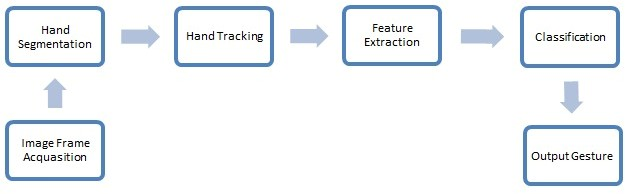 Hand
Segmentation
Hand Tracking
Feature
Extraction
Classification
Image Frame
Acquasition
Output Gesture